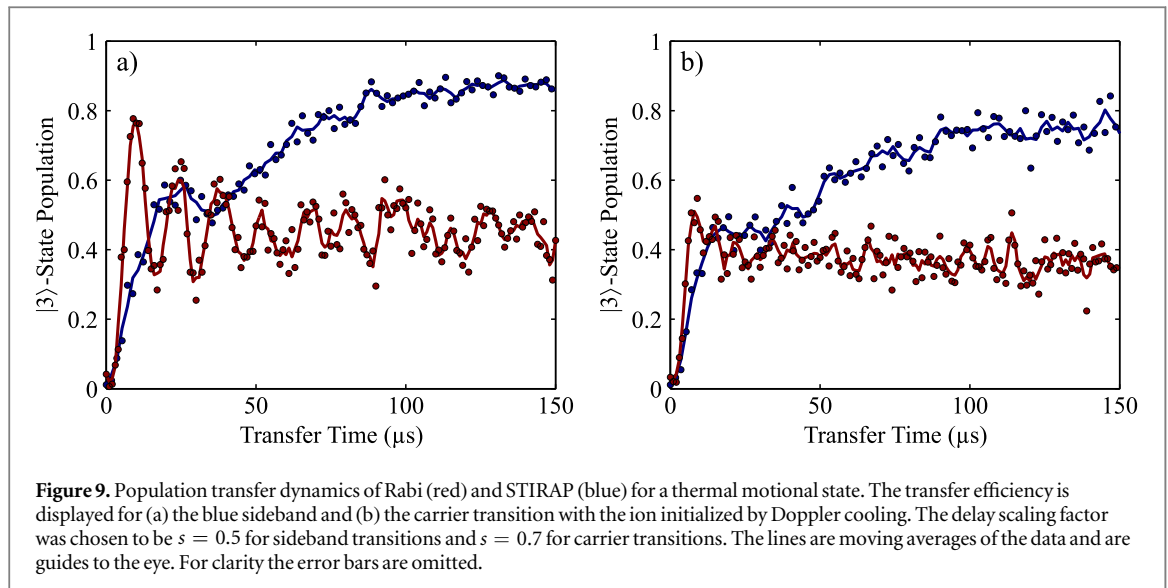 a)
|3⟩-State Population
1
0.8
0.6
0.4
0.2
0
0 50 100 150
Transfer Time (µs)
b)
|3⟩-State Population
1
0.8
0.6
0.4
0.2
0
0 50 100 150
Transfer Time (µs)
Figure 9. Population transfer dynamics of Rabi (red) and STIRAP (blue) for a thermal motional state. The transfer efficiency is
displayed for (a) the blue sideband and (b) the carrier transition with the ion initialized by Doppler cooling. The delay scaling factor
was chosen to be s = 0.5 for sideband transitions and s = 0.7 for carrier transitions. The lines are moving averages of the data and are
guides to the eye. For clarity the error bars are omitted.